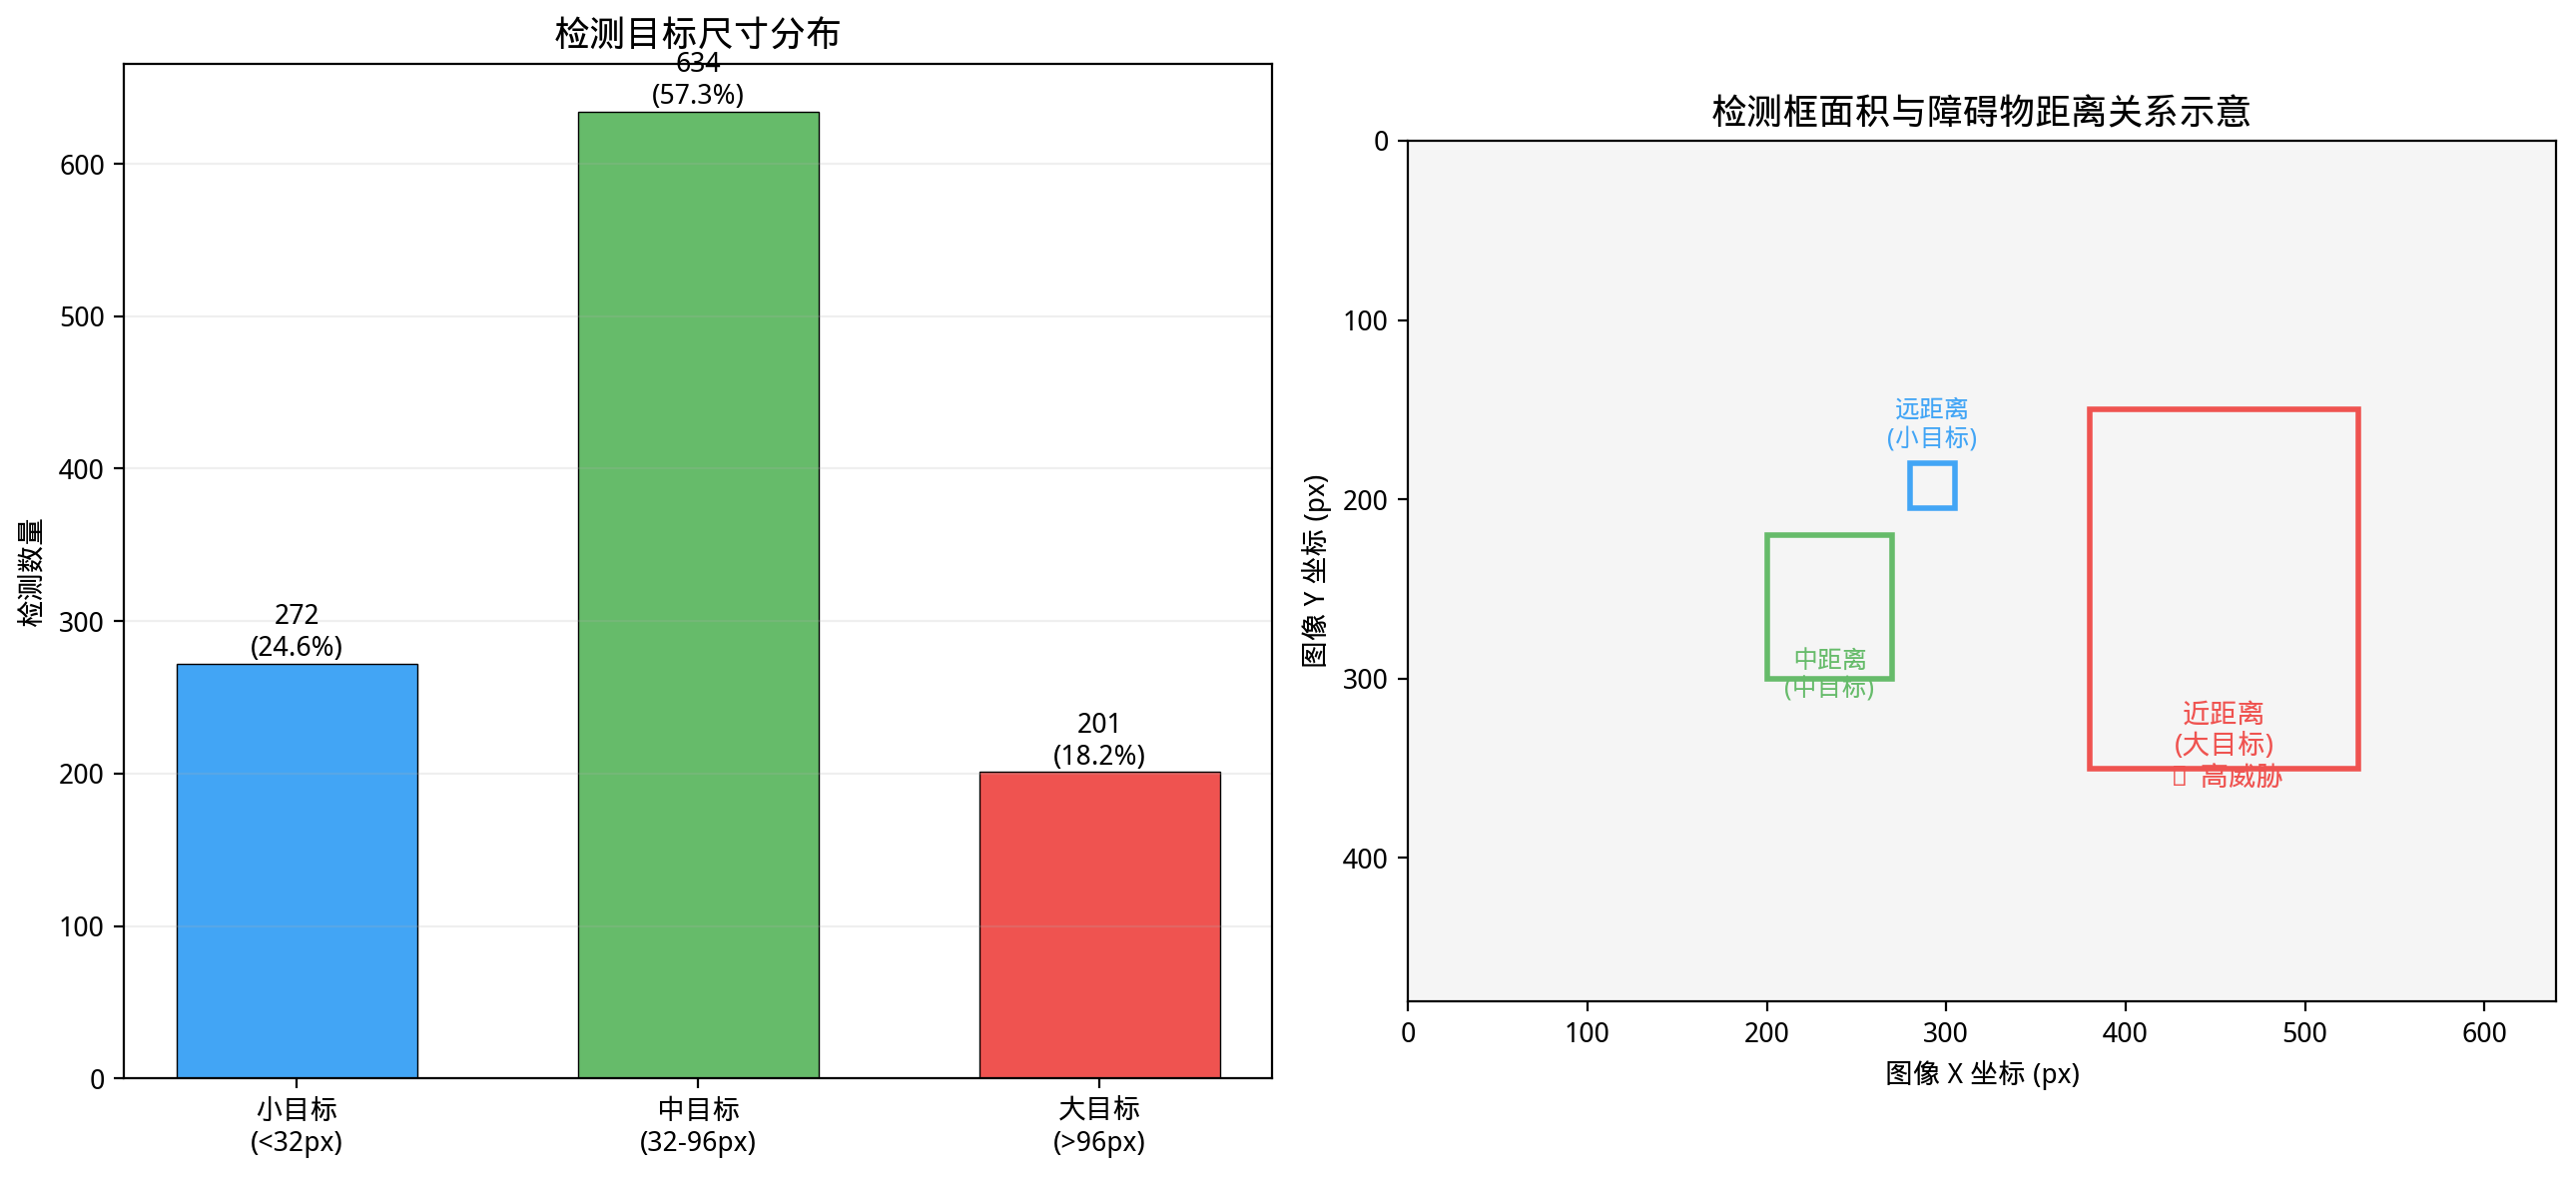 检测目标尺寸分布
634
(57.3%)
272
(24.6%)
201
(18.2%)
检测数量
600
500
400
300
200
100
0
小目标
(<32px)
中目标
(32-96px)
大目标
(>96px)
检测框面积与障碍物距离关系示意
图像 Y 坐标 (px)
0
100
200
300
400
远距离
(小目标)
中距离
(中目标)
近距离
(大目标)
高威胁
0
100
200
300
400
500
600
图像 X 坐标 (px)